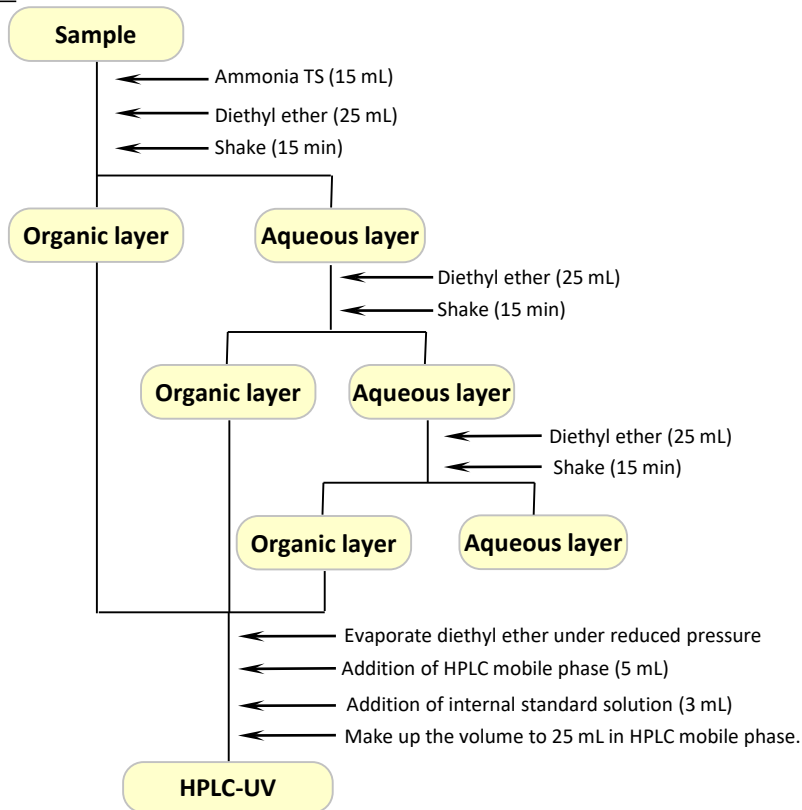 Sample
Ammonia TS (15 mL)
Diethyl ether (25 mL)
Shake (15 min)
Organic layer
Aqueous layer
Diethyl ether (25 mL)
Shake (15 min)
Organic layer
Aqueous layer
Diethyl ether (25 mL)
Shake (15 min)
Organic layer
Aqueous layer
Evaporate diethyl ether under reduced pressure
Addition of HPLC mobile phase (5 mL)
Addition of internal standard solution (3 mL)
Make up the volume to 25 mL in HPLC mobile phase.
HPLC-UV